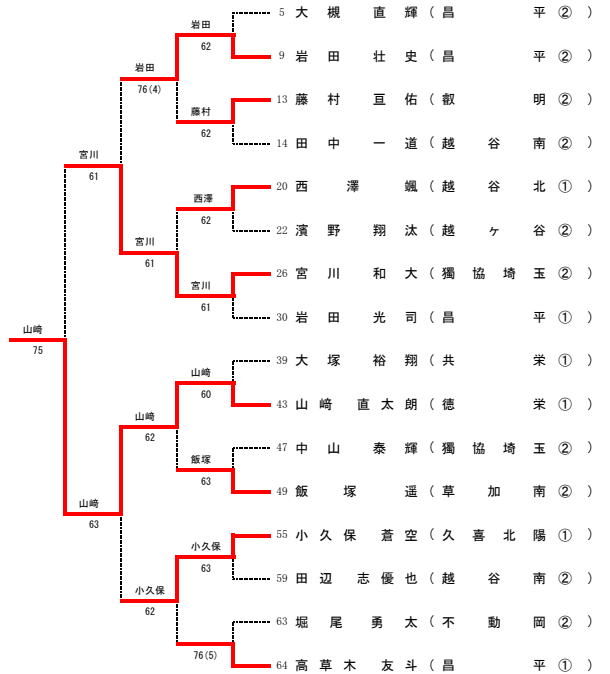 岩田
62
岩田
76(4)
藤村
62
宮川
61
西澤
62
宮川
61
宮川
61
山﨑
75
山﨑
60
山﨑
62
飯塚
63
山﨑
63
小久保
63
小久保
62
76(5)
5 大槻 直輝 (昌平 ②)
9 岩田 壮史 (昌平 ②)
13 藤村 亘佑 (叡明 ②)
14 田中 一道 (越谷南 ②)
20 西澤 颯 (越谷北 ①)
22 濱野 翔汰 (越ヶ谷 ②)
26 宮川 和大 (獨協埼玉 ②)
30 岩田 光司 (昌平 ①)
39 大塚 裕翔 (共栄 ①)
43 山﨑 直太朗 (徳栄 ①)
47 中山 泰輝 (獨協埼玉 ②)
49 飯塚 遥 (草加南 ②)
55 小久保 蒼空 (久喜北陽 ①)
59 田辺 志優也 (越谷南 ②)
63 堀尾 勇太 (不動岡 ②)
64 高草木 友斗 (昌平 ①)